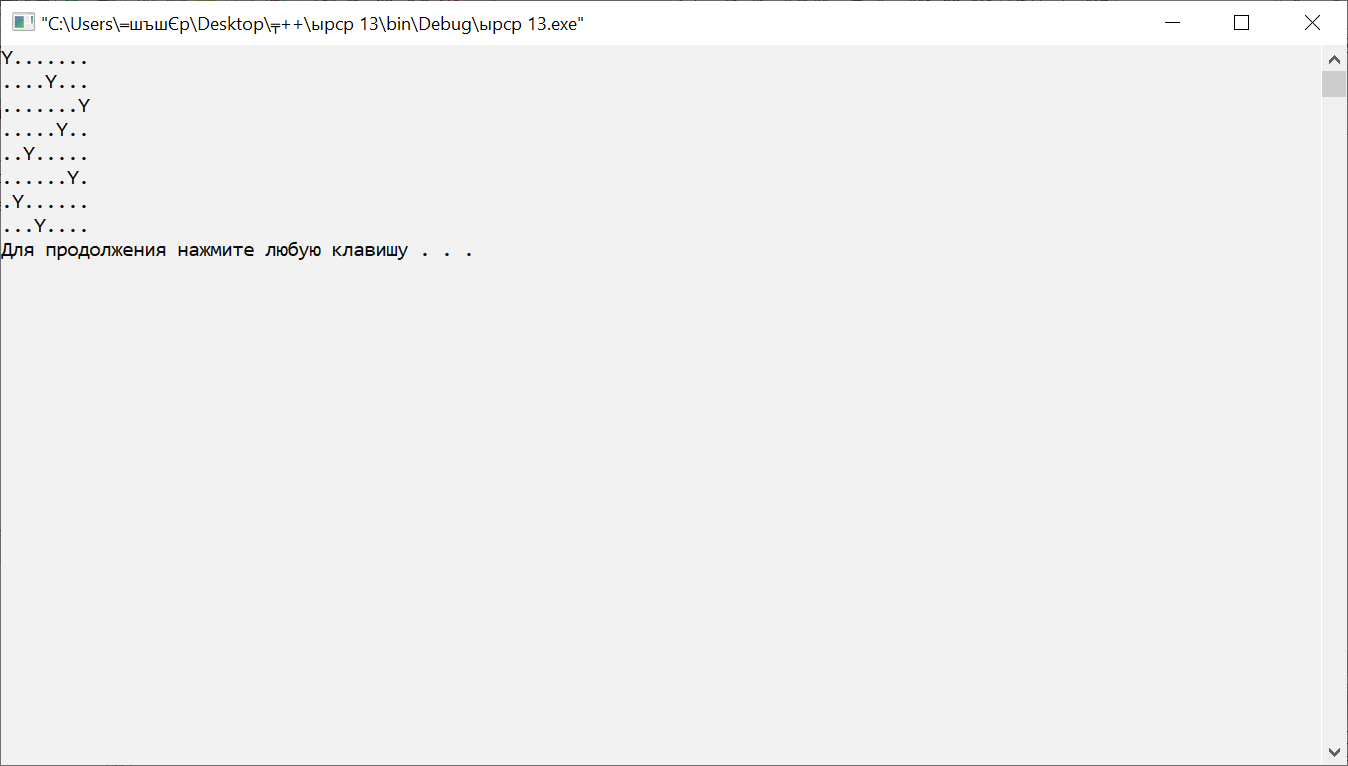 "C:\Users\═шъшЄр\Desktop\╤++\ырср 13\bin\Debug\ырср 13.exe"
Y.......
....Y...
.......Y
.....Y..
..Y.....
......Y.
.Y......
...Y....
Для продолжения нажмите любую клавишу . . .